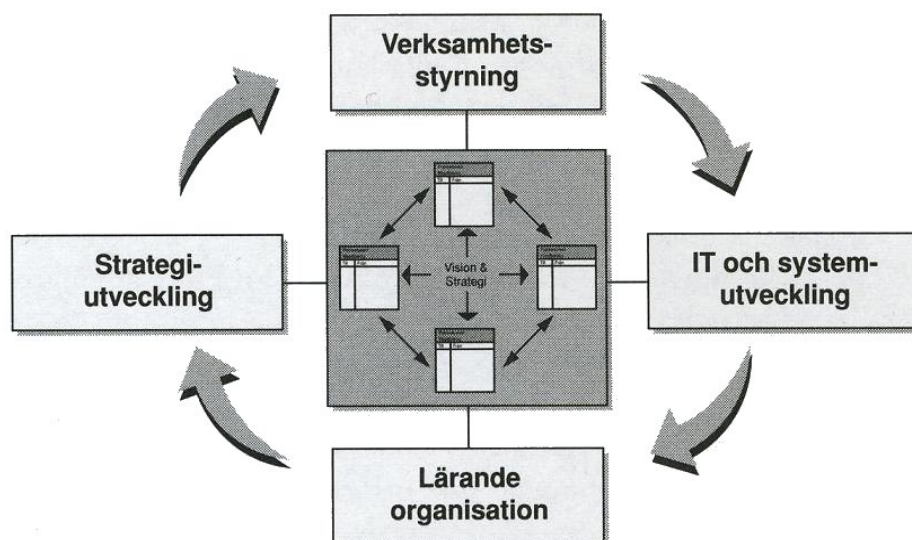 Verksamhets-
styrning
Strategi-
utveckling
Vision &
Strategi
IT och system-
utveckling
Lärande
organisation